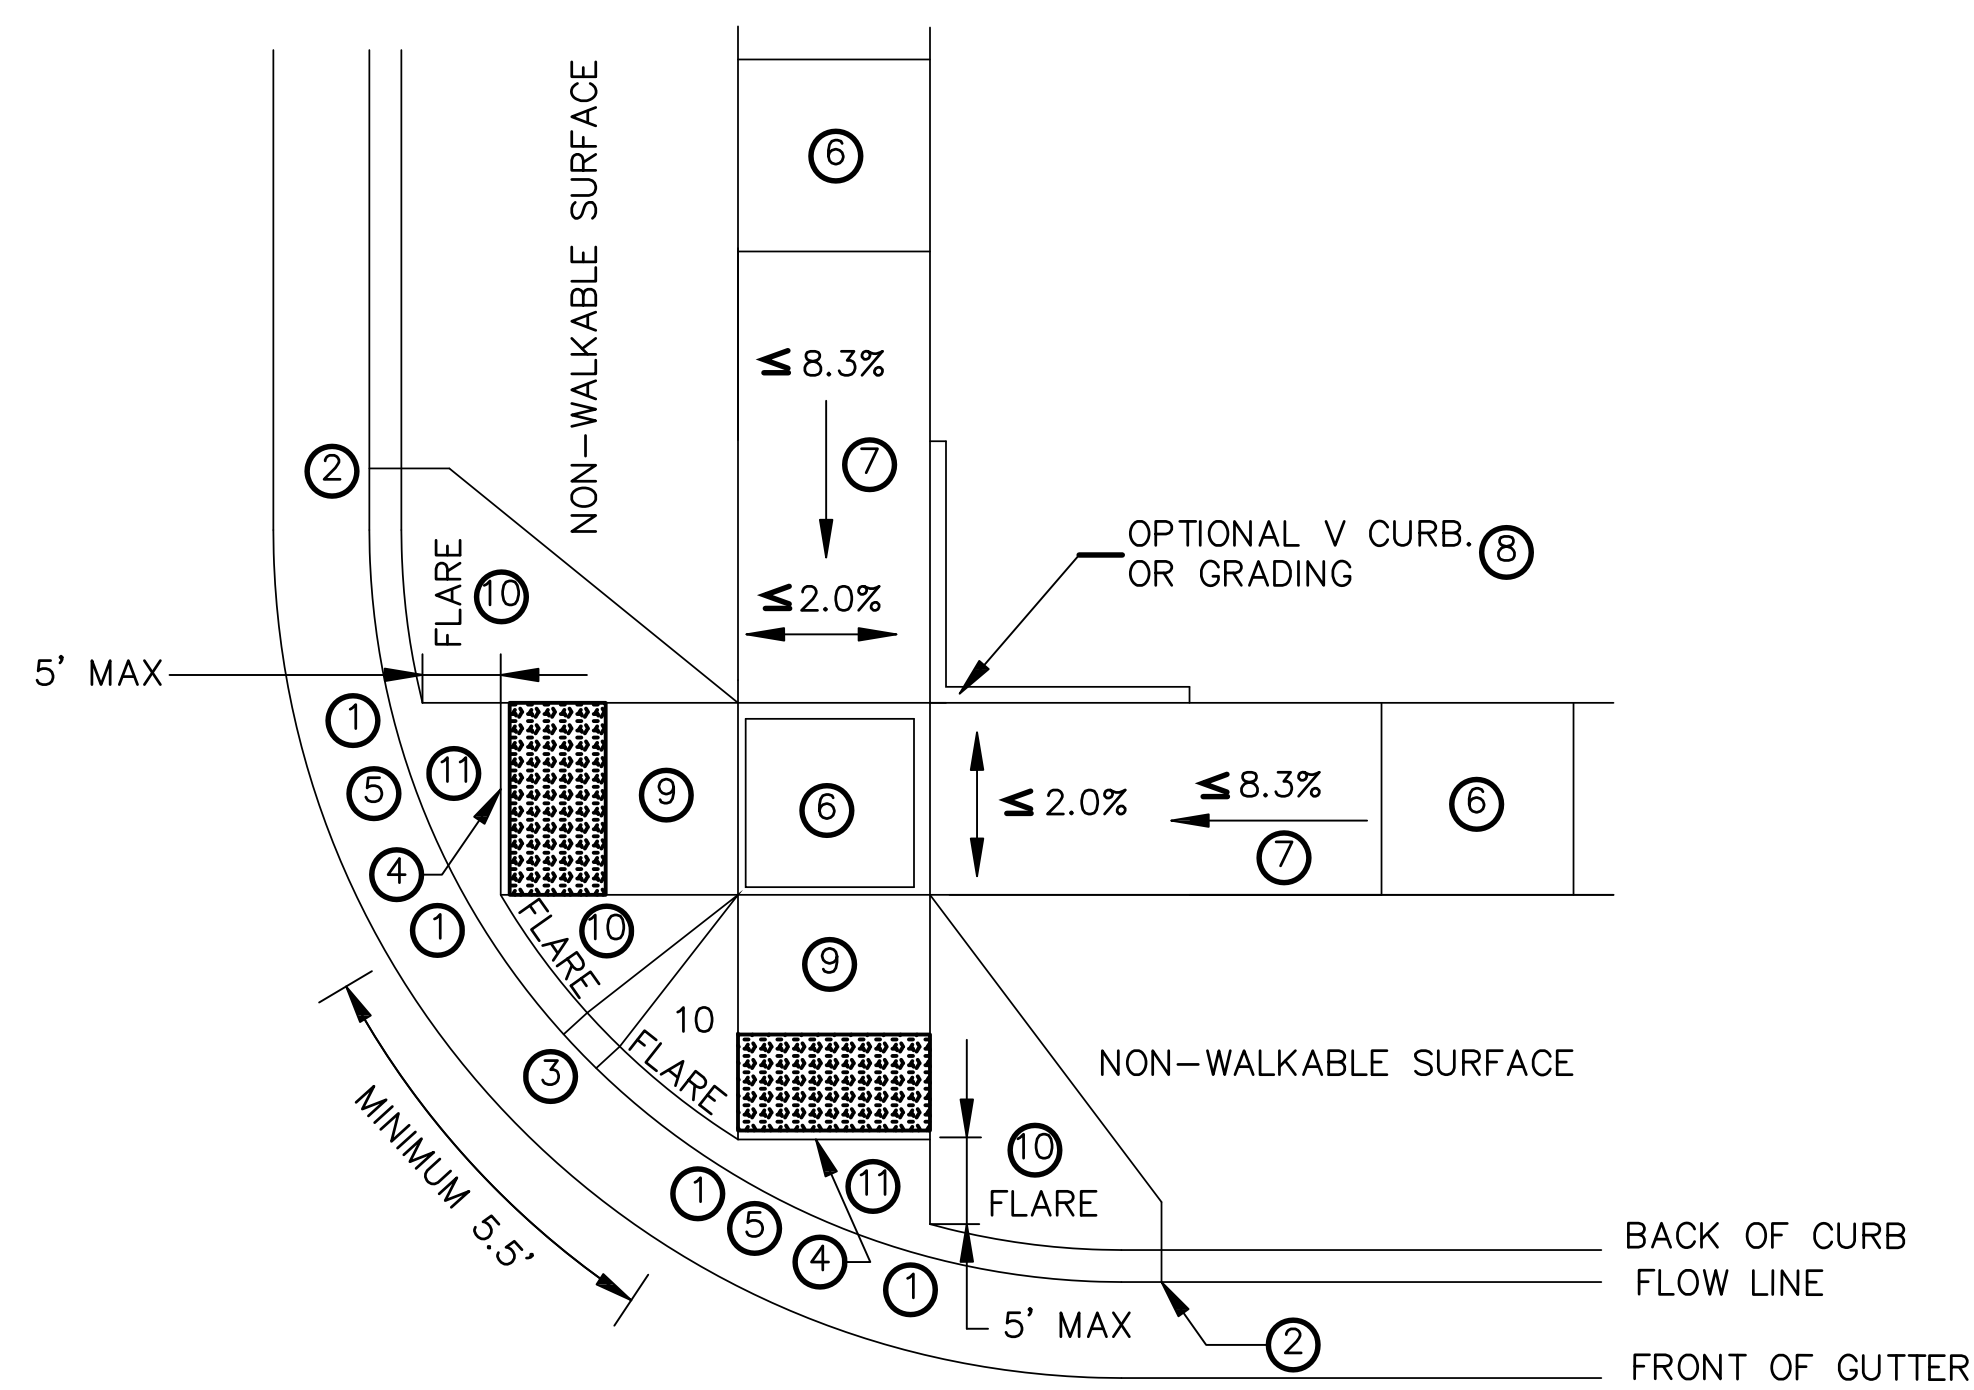 NON-WALKABLE SURFACE
6
≤ 8.3%
7
2
OPTIONAL V CURB.
OR GRADING
8
FLARE
10
≤ 2.0%
5' MAX
1
5
11
4
1
9
6
≤ 2.0%
≤ 8.3%
7
6
FLARE
10
9
10
FLARE
3
MINIMUM 5.5'
NON-WALKABLE SURFACE
10
FLARE
1
5
4
11
1
5' MAX
2
BACK OF CURB
FLOW LINE
FRONT OF GUTTER